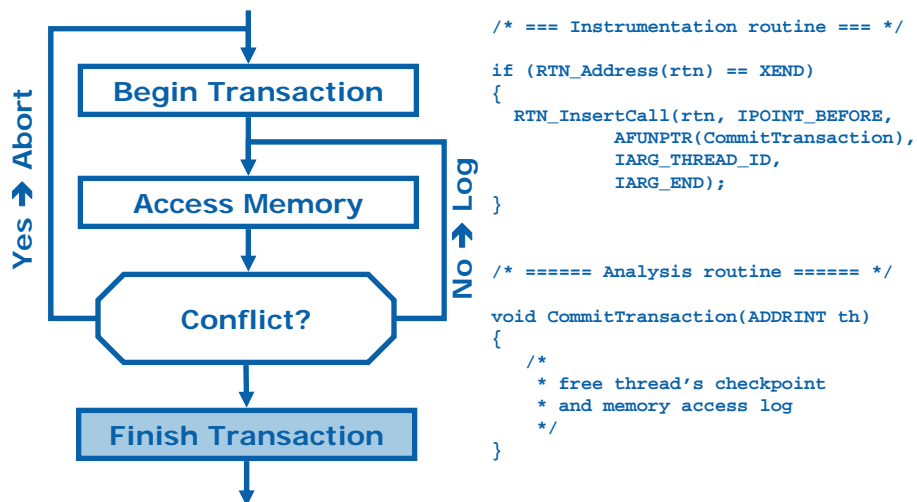 Begin Transaction
Access Memory
Conflict?
Finish Transaction
Yes ➔ Abort
No ➔ Log
/* === Instrumentation routine === */
if (RTN_Address(rtn) == XEND)
{
RTN_InsertCall(rtn, IPOINT_BEFORE,
AFUNPTR(CommitTransaction),
IARG_THREAD_ID,
IARG_END);
}
/* ====== Analysis routine ====== */
void CommitTransaction(ADDRINT th)
{
/*
* free thread's checkpoint
* and memory access log
*/
}